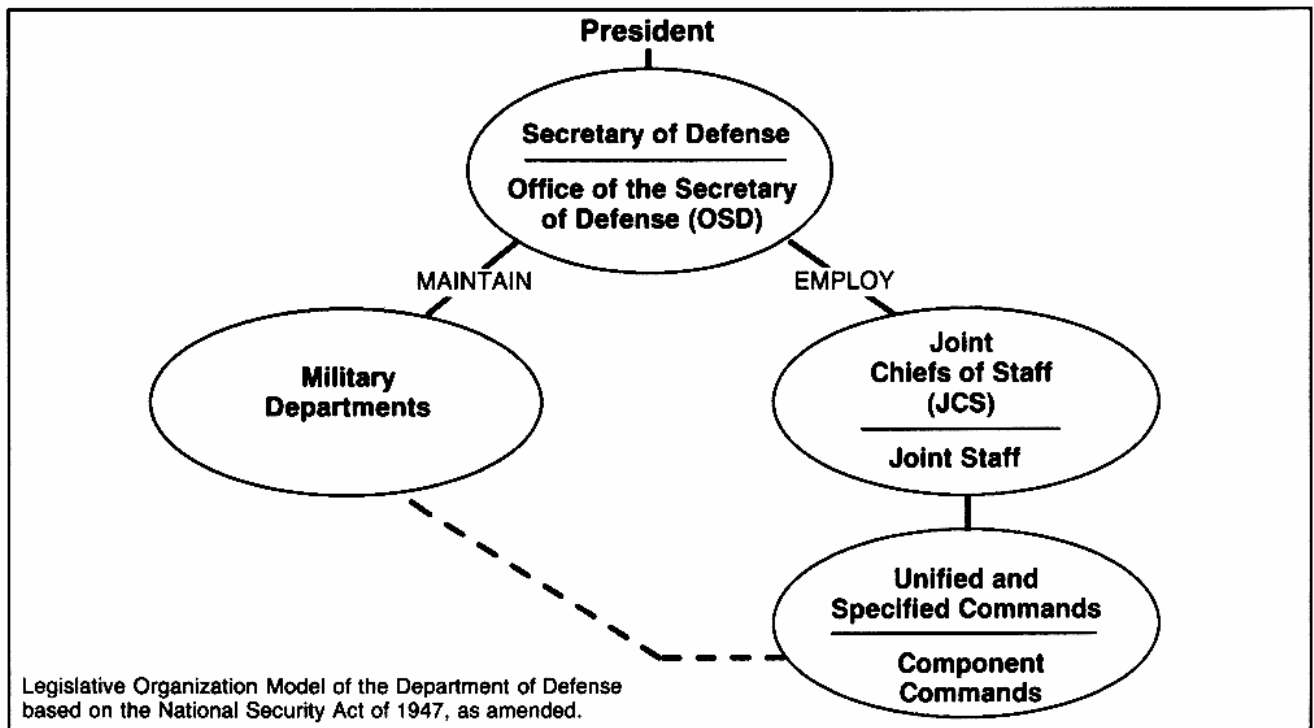 President
Secretary of Defense
Office of the Secretary
of Defense (OSD)
MAINTAIN
EMPLOY
Military
Departments
Joint
Chiefs of Staff
(JCS)
Joint Staff
Unified and
Specified Commands
Component
Commands
Legislative Organization Model of the Department of Defense
based on the National Security Act of 1947, as amended.